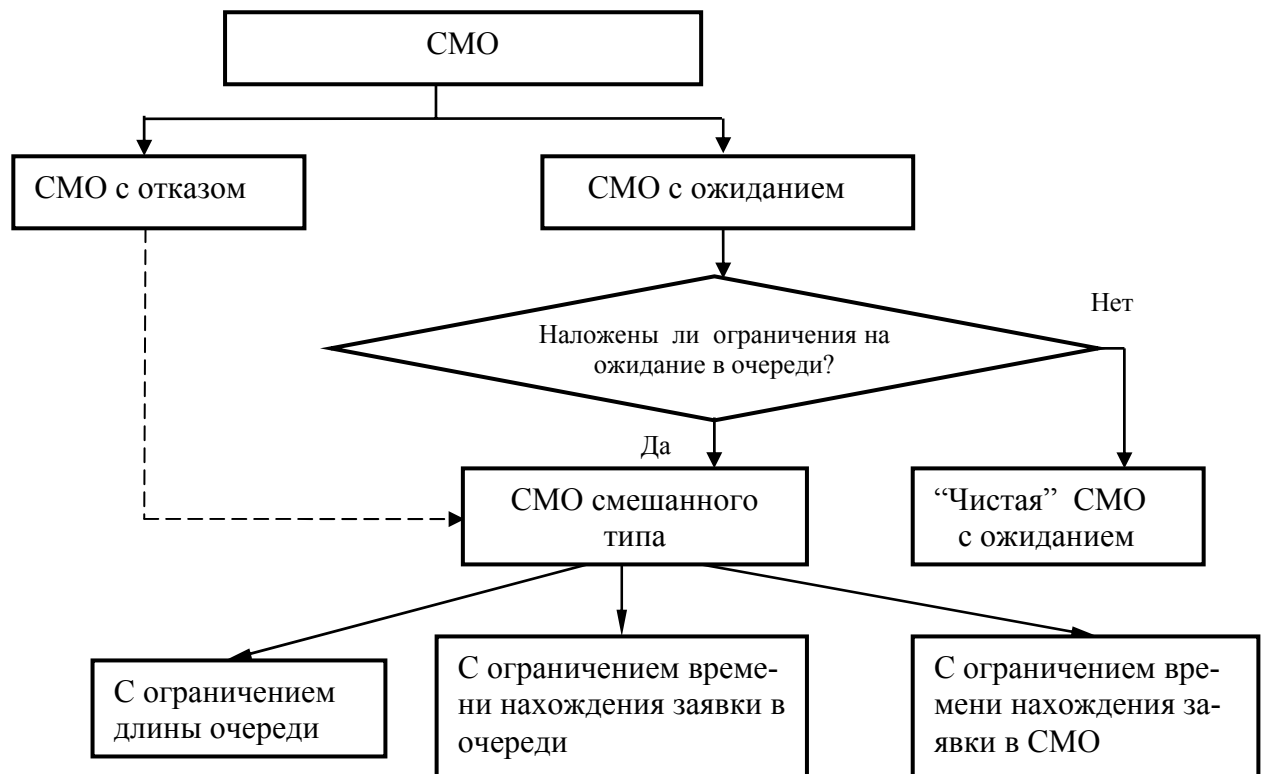 СМО
СМО с отказом
СМО с ожиданием
Нет
Наложены ли ограничения на
ожидание в очереди?
Да
СМО смешанного
типа
“Чистая” СМО
с ожиданием
С ограничением
длины очереди
С ограничением време-
ни нахождения заявки в
очереди
С ограничением вре-
мени нахождения за-
явки в СМО